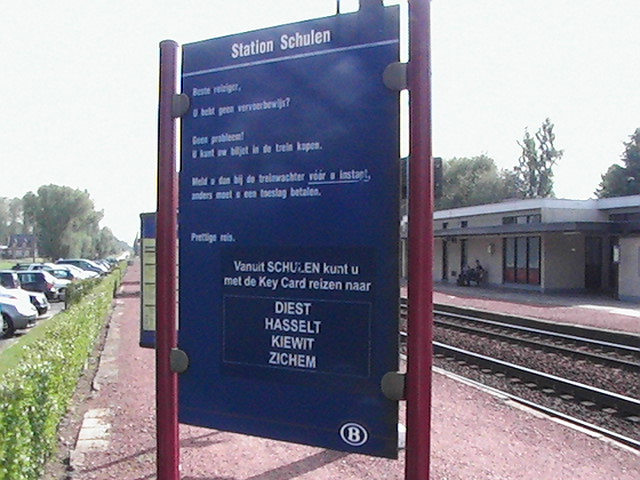 Station Schulen
Beste reiziger,
U hebt geen vervoerbewijs?
Geen probleem!
U kunt uw biljet in de trein kopen.
Meld u dan bij de treinwachter vóór u instapt,
anders moet u een toeslag betalen.
Prettige reis.
Vanuit SCHULEN kunt u
met de Key Card reizen naar
DIEST
HASSELT
KIEWIT
ZICHEM
B